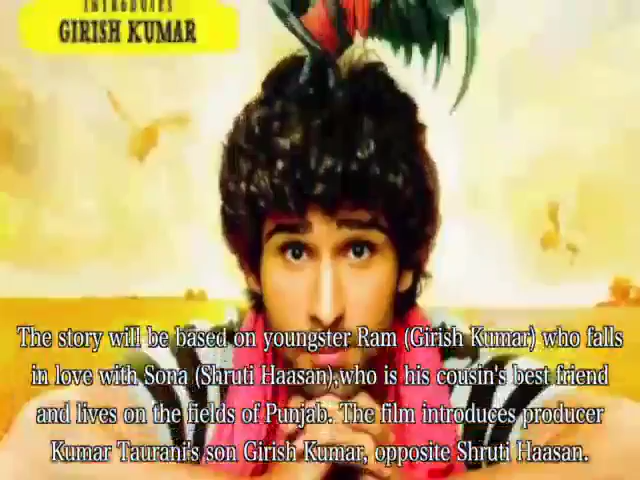 INTRODUCES
GIRISH KUMAR
The story will be based on youngster Ram (Girish Kumar) who falls
in love with Sona (Shruti Haasan),who is his cousin's best friend
and lives on the fields of Punjab. The film introduces producer
Kumar Taurani's son Girish Kumar, opposite Shruti Haasan.